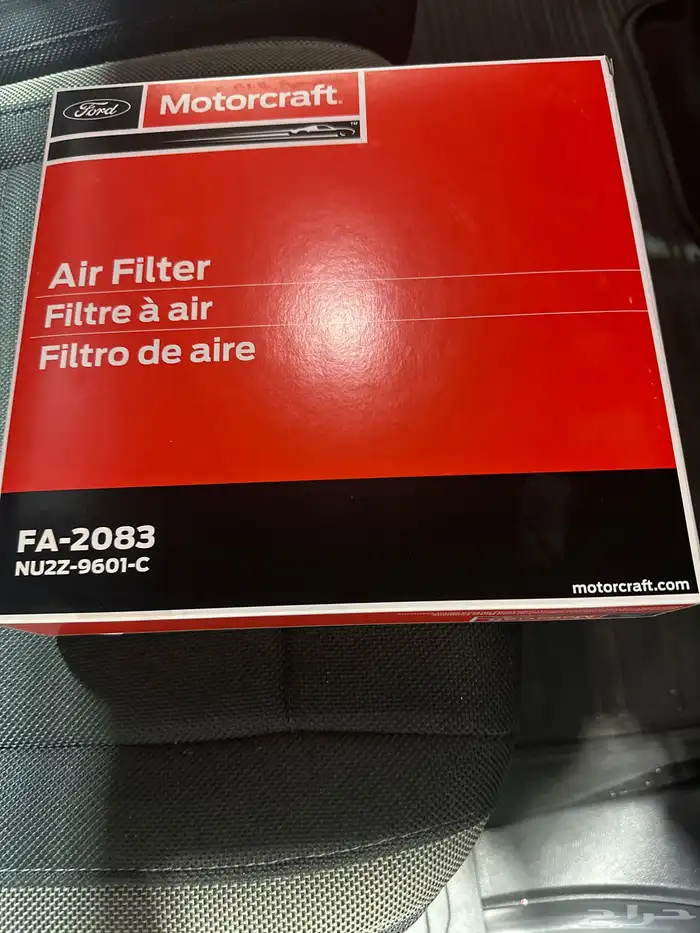 Ford
Motorcraft
Air Filter
Filtre à air
Filtro de aire
FA-2083
NU2Z-9601-C
motorcraft.com
حراج